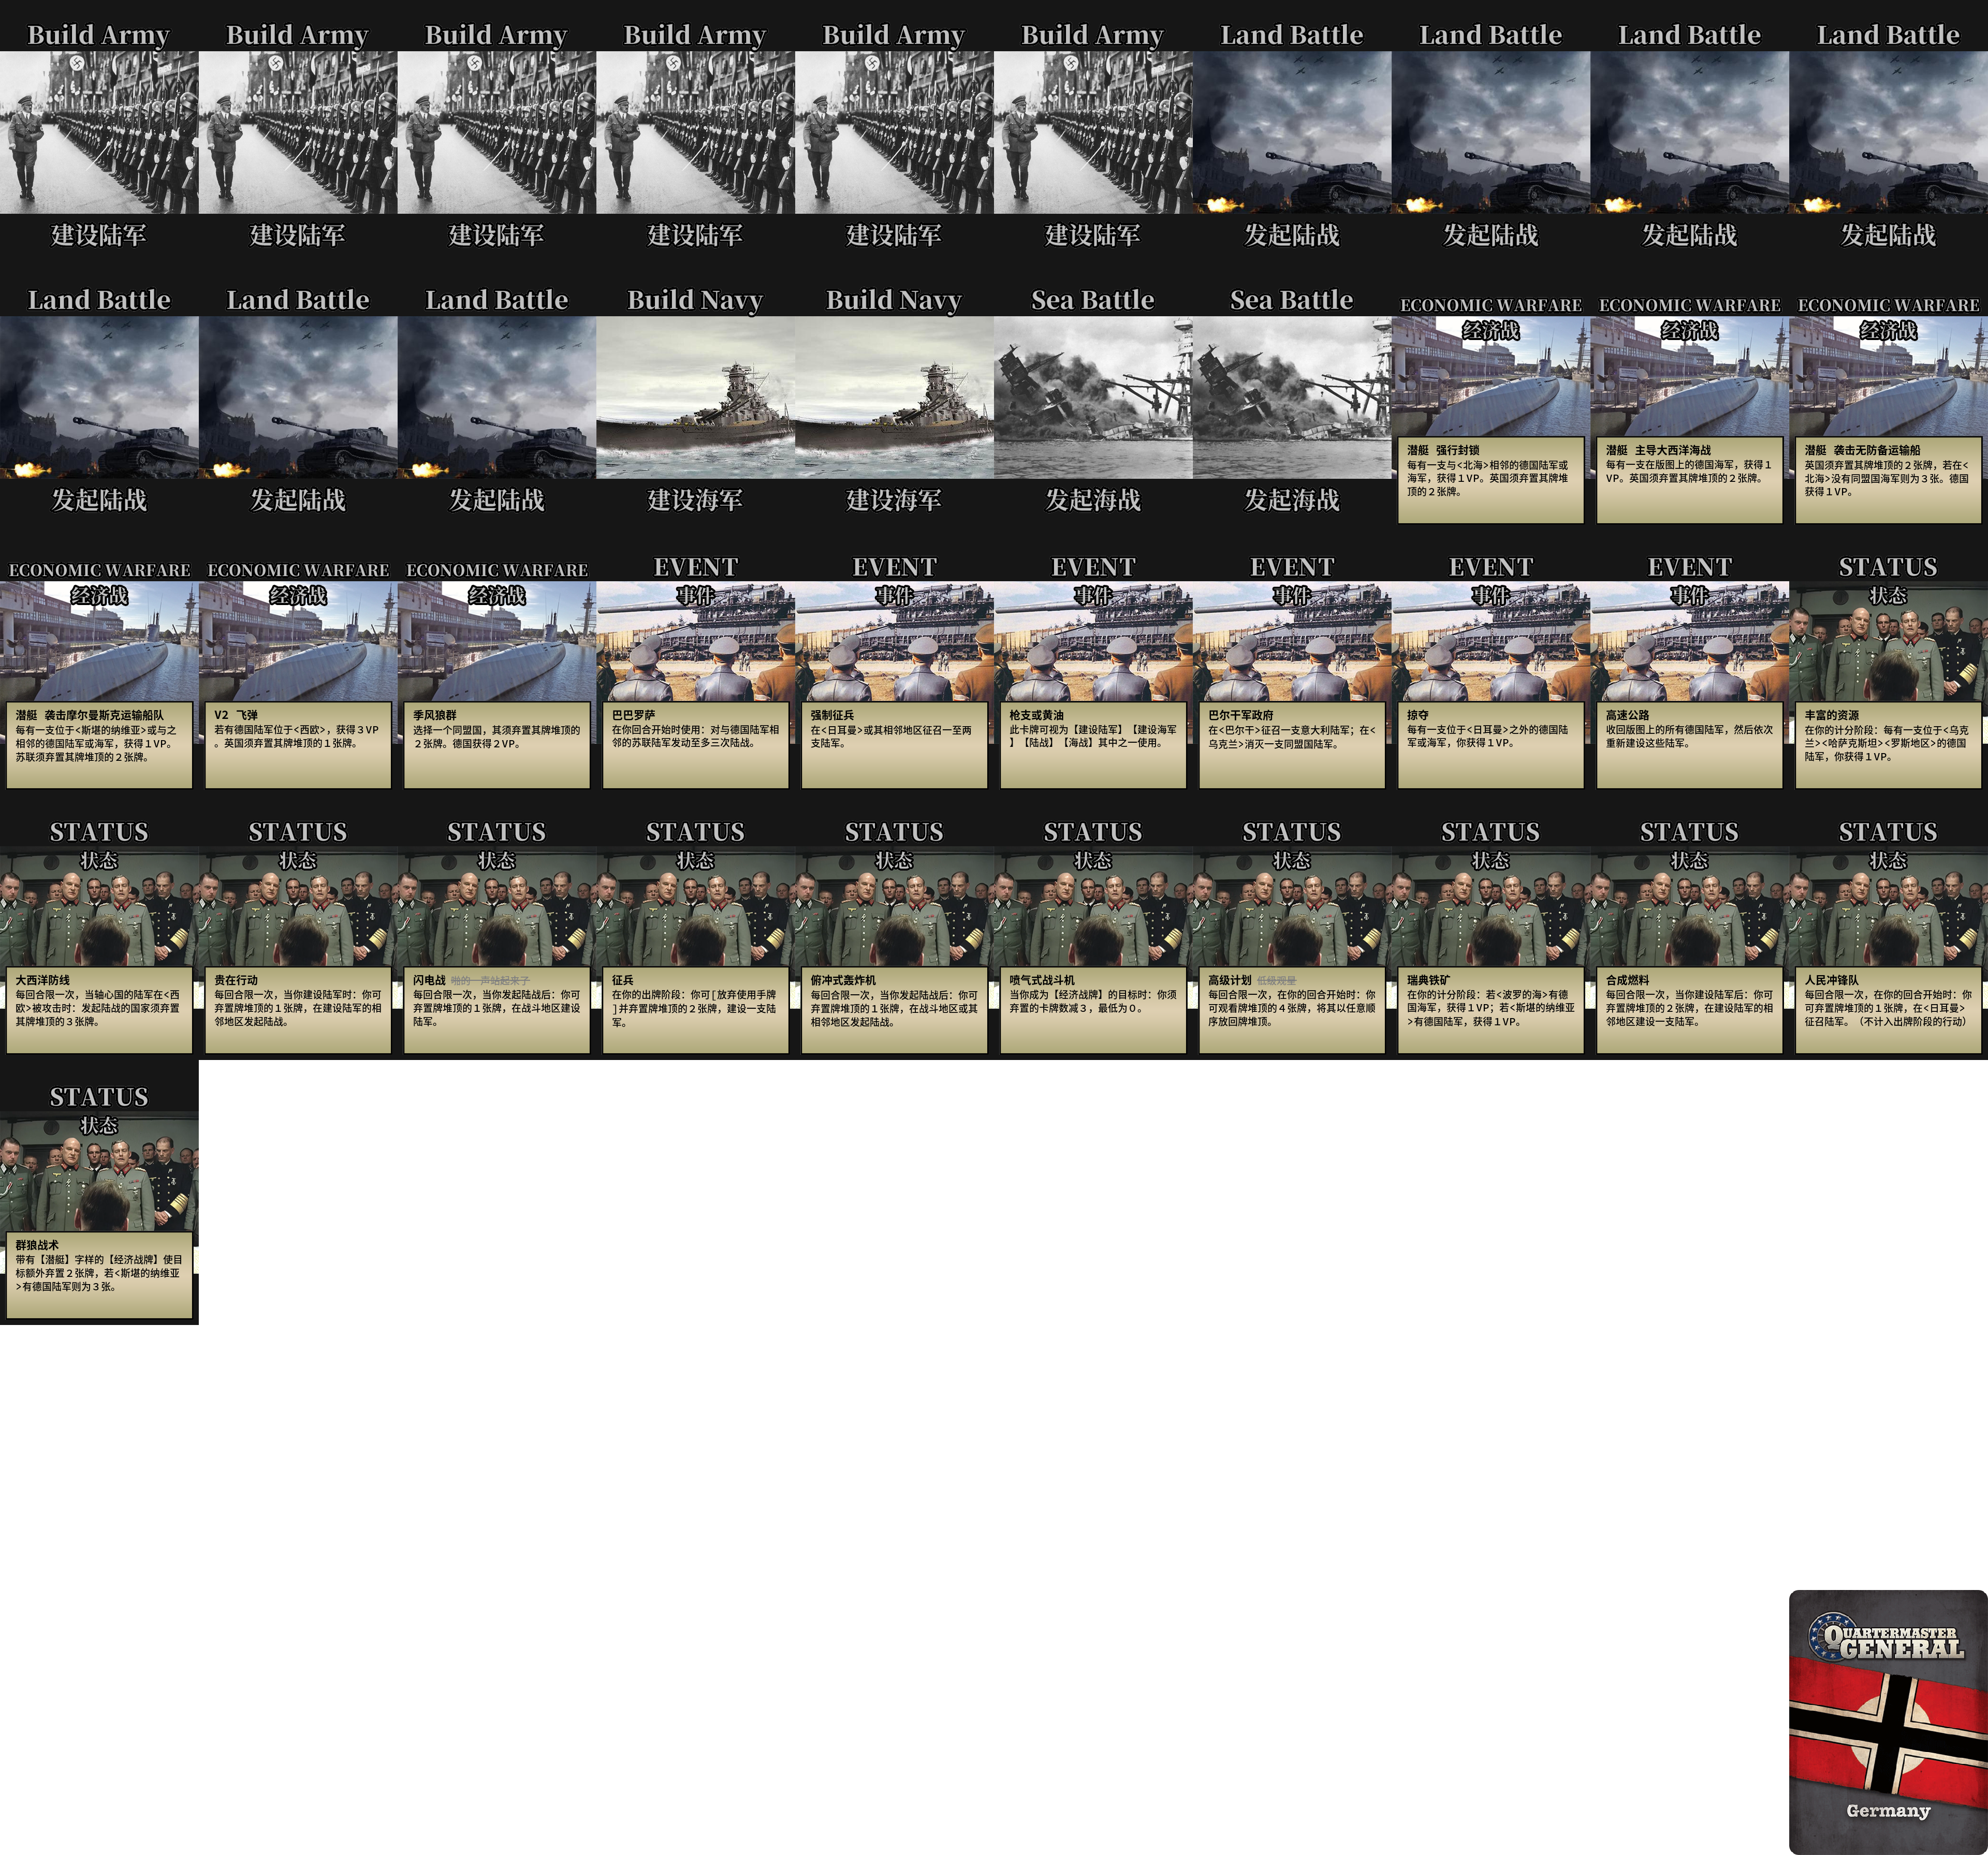 Build Army
建设陆军
Build Army
建设陆军
Build Army
建设陆军
Build Army
建设陆军
Build Army
建设陆军
Build Army
建设陆军
Land Battle
发起陆战
Land Battle
发起陆战
Land Battle
发起陆战
Land Battle
发起陆战
Land Battle
发起陆战
Land Battle
发起陆战
Land Battle
发起陆战
Build Navy
建设海军
Build Navy
建设海军
Sea Battle
发起海战
Sea Battle
发起海战
ECONOMIC WARFARE
经济战
潜艇 强行封锁
每有一支与<北海>相邻的德国陆军或
海军，获得１VP。英国须弃置其牌堆
顶的２张牌。
ECONOMIC WARFARE
经济战
潜艇 主导大西洋海战
每有一支在版图上的德国海军，获得１
VP。英国须弃置其牌堆顶的２张牌。
ECONOMIC WARFARE
经济战
潜艇 袭击无防备运输船
英国须弃置其牌堆顶的２张牌，若在<
北海>没有同盟国海军则为３张。德国
获得１VP。
ECONOMIC WARFARE
经济战
潜艇 袭击摩尔曼斯克运输船队
每有一支位于<斯堪的纳维亚>或与之
相邻的德国陆军或海军，获得１VP。
苏联须弃置其牌堆顶的２张牌。
ECONOMIC WARFARE
经济战
V2 飞弹
若有德国陆军位于<西欧>，获得３VP
。英国须弃置其牌堆顶的１张牌。
ECONOMIC WARFARE
经济战
季风狼群
选择一个同盟国，其须弃置其牌堆顶的
２张牌。德国获得２VP。
EVENT
事件
巴巴罗萨
在你回合开始时使用：对与德国陆军相
邻的苏联陆军发动至多三次陆战。
EVENT
事件
强制征兵
在<日耳曼>或其相邻地区征召一至两
支陆军。
EVENT
事件
枪支或黄油
此卡牌可视为【建设陆军】【建设海军
】【陆战】【海战】其中之一使用。
EVENT
事件
巴尔干军政府
在<巴尔干>征召一支意大利陆军；在<
乌克兰>消灭一支同盟国陆军。
EVENT
事件
掠夺
每有一支位于<日耳曼>之外的德国陆
军或海军，你获得１VP。
EVENT
事件
高速公路
收回版图上的所有德国陆军，然后依次
重新建设这些陆军。
STATUS
状态
丰富的资源
在你的计分阶段：每有一支位于<乌克
兰><哈萨克斯坦><罗斯地区>的德国
陆军，你获得１VP。
STATUS
状态
大西洋防线
每回合限一次，当轴心国的陆军在<西
欧>被攻击时：发起陆战的国家须弃置
其牌堆顶的３张牌。
STATUS
状态
贵在行动
每回合限一次，当你建设陆军时：你可
弃置牌堆顶的１张牌，在建设陆军的相
邻地区发起陆战。
STATUS
状态
闪电战 啪的一声站起来了
每回合限一次，当你发起陆战后：你可
弃置牌堆顶的１张牌，在战斗地区建设
陆军。
STATUS
状态
征兵
在你的出牌阶段：你可[放弃使用手牌
]并弃置牌堆顶的２张牌，建设一支陆
军。
STATUS
状态
俯冲式轰炸机
每回合限一次，当你发起陆战后：你可
弃置牌堆顶的１张牌，在战斗地区或其
相邻地区发起陆战。
STATUS
状态
喷气式战斗机
当你成为【经济战牌】的目标时：你须
弃置的卡牌数减３，最低为０。
STATUS
状态
高级计划 低级观星
每回合限一次，在你的回合开始时：你
可观看牌堆顶的４张牌，将其以任意顺
序放回牌堆顶。
STATUS
状态
瑞典铁矿
在你的计分阶段：若<波罗的海>有德
国海军，获得１VP；若<斯堪的纳维亚
>有德国陆军，获得１VP。
STATUS
状态
合成燃料
每回合限一次，当你建设陆军后：你可
弃置牌堆顶的２张牌，在建设陆军的相
邻地区建设一支陆军。
STATUS
状态
人民冲锋队
每回合限一次，在你的回合开始时：你
可弃置牌堆顶的１张牌，在<日耳曼>
征召陆军。（不计入出牌阶段的行动）
STATUS
状态
群狼战术
带有【潜艇】字样的【经济战牌】使目
标额外弃置２张牌，若<斯堪的纳维亚
>有德国陆军则为３张。
QUARTERMASTER
GENERAL
Germany